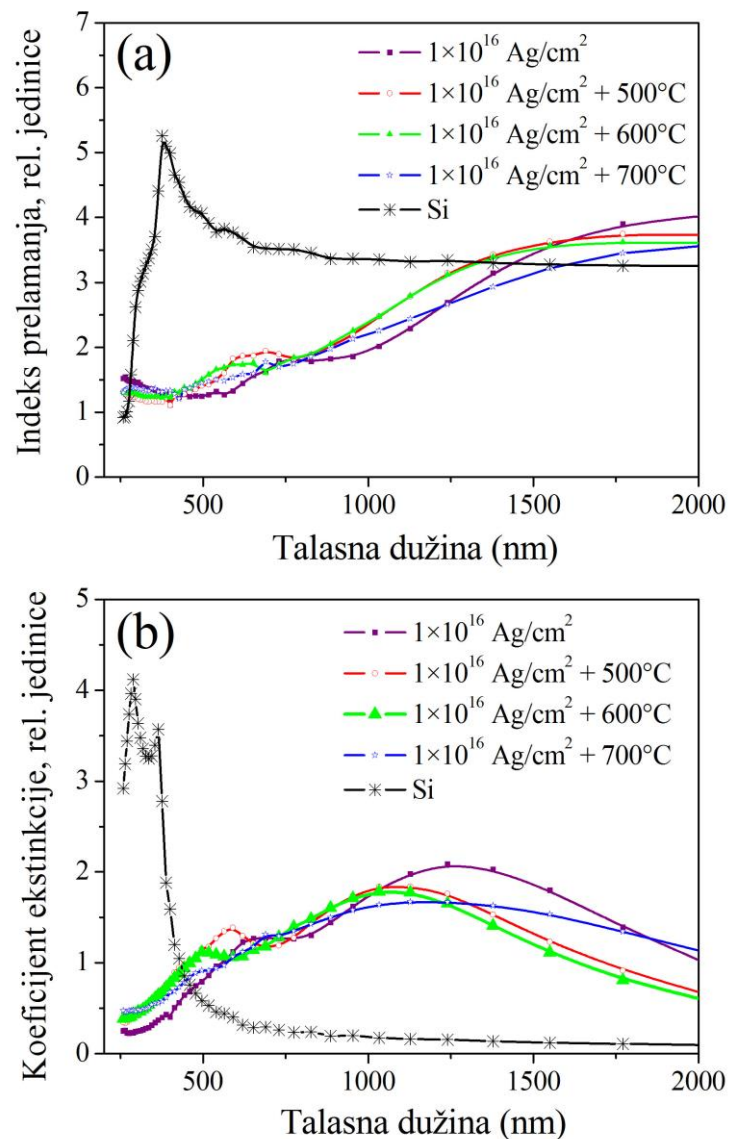 (a)
1×10¹⁶ Ag/cm²
1×10¹⁶ Ag/cm² + 500°C
1×10¹⁶ Ag/cm² + 600°C
1×10¹⁶ Ag/cm² + 700°C
Si
Indeks prelamanja, rel. jedinice
7
6
5
4
3
2
1
0
500 1000 1500 2000
Talasna dužina (nm)
(b)
1×10¹⁶ Ag/cm²
1×10¹⁶ Ag/cm² + 500°C
1×10¹⁶ Ag/cm² + 600°C
1×10¹⁶ Ag/cm² + 700°C
Si
Koeficijent ekstinkcije, rel. jedinice
5
4
3
2
1
0
500 1000 1500 2000
Talasna dužina (nm)